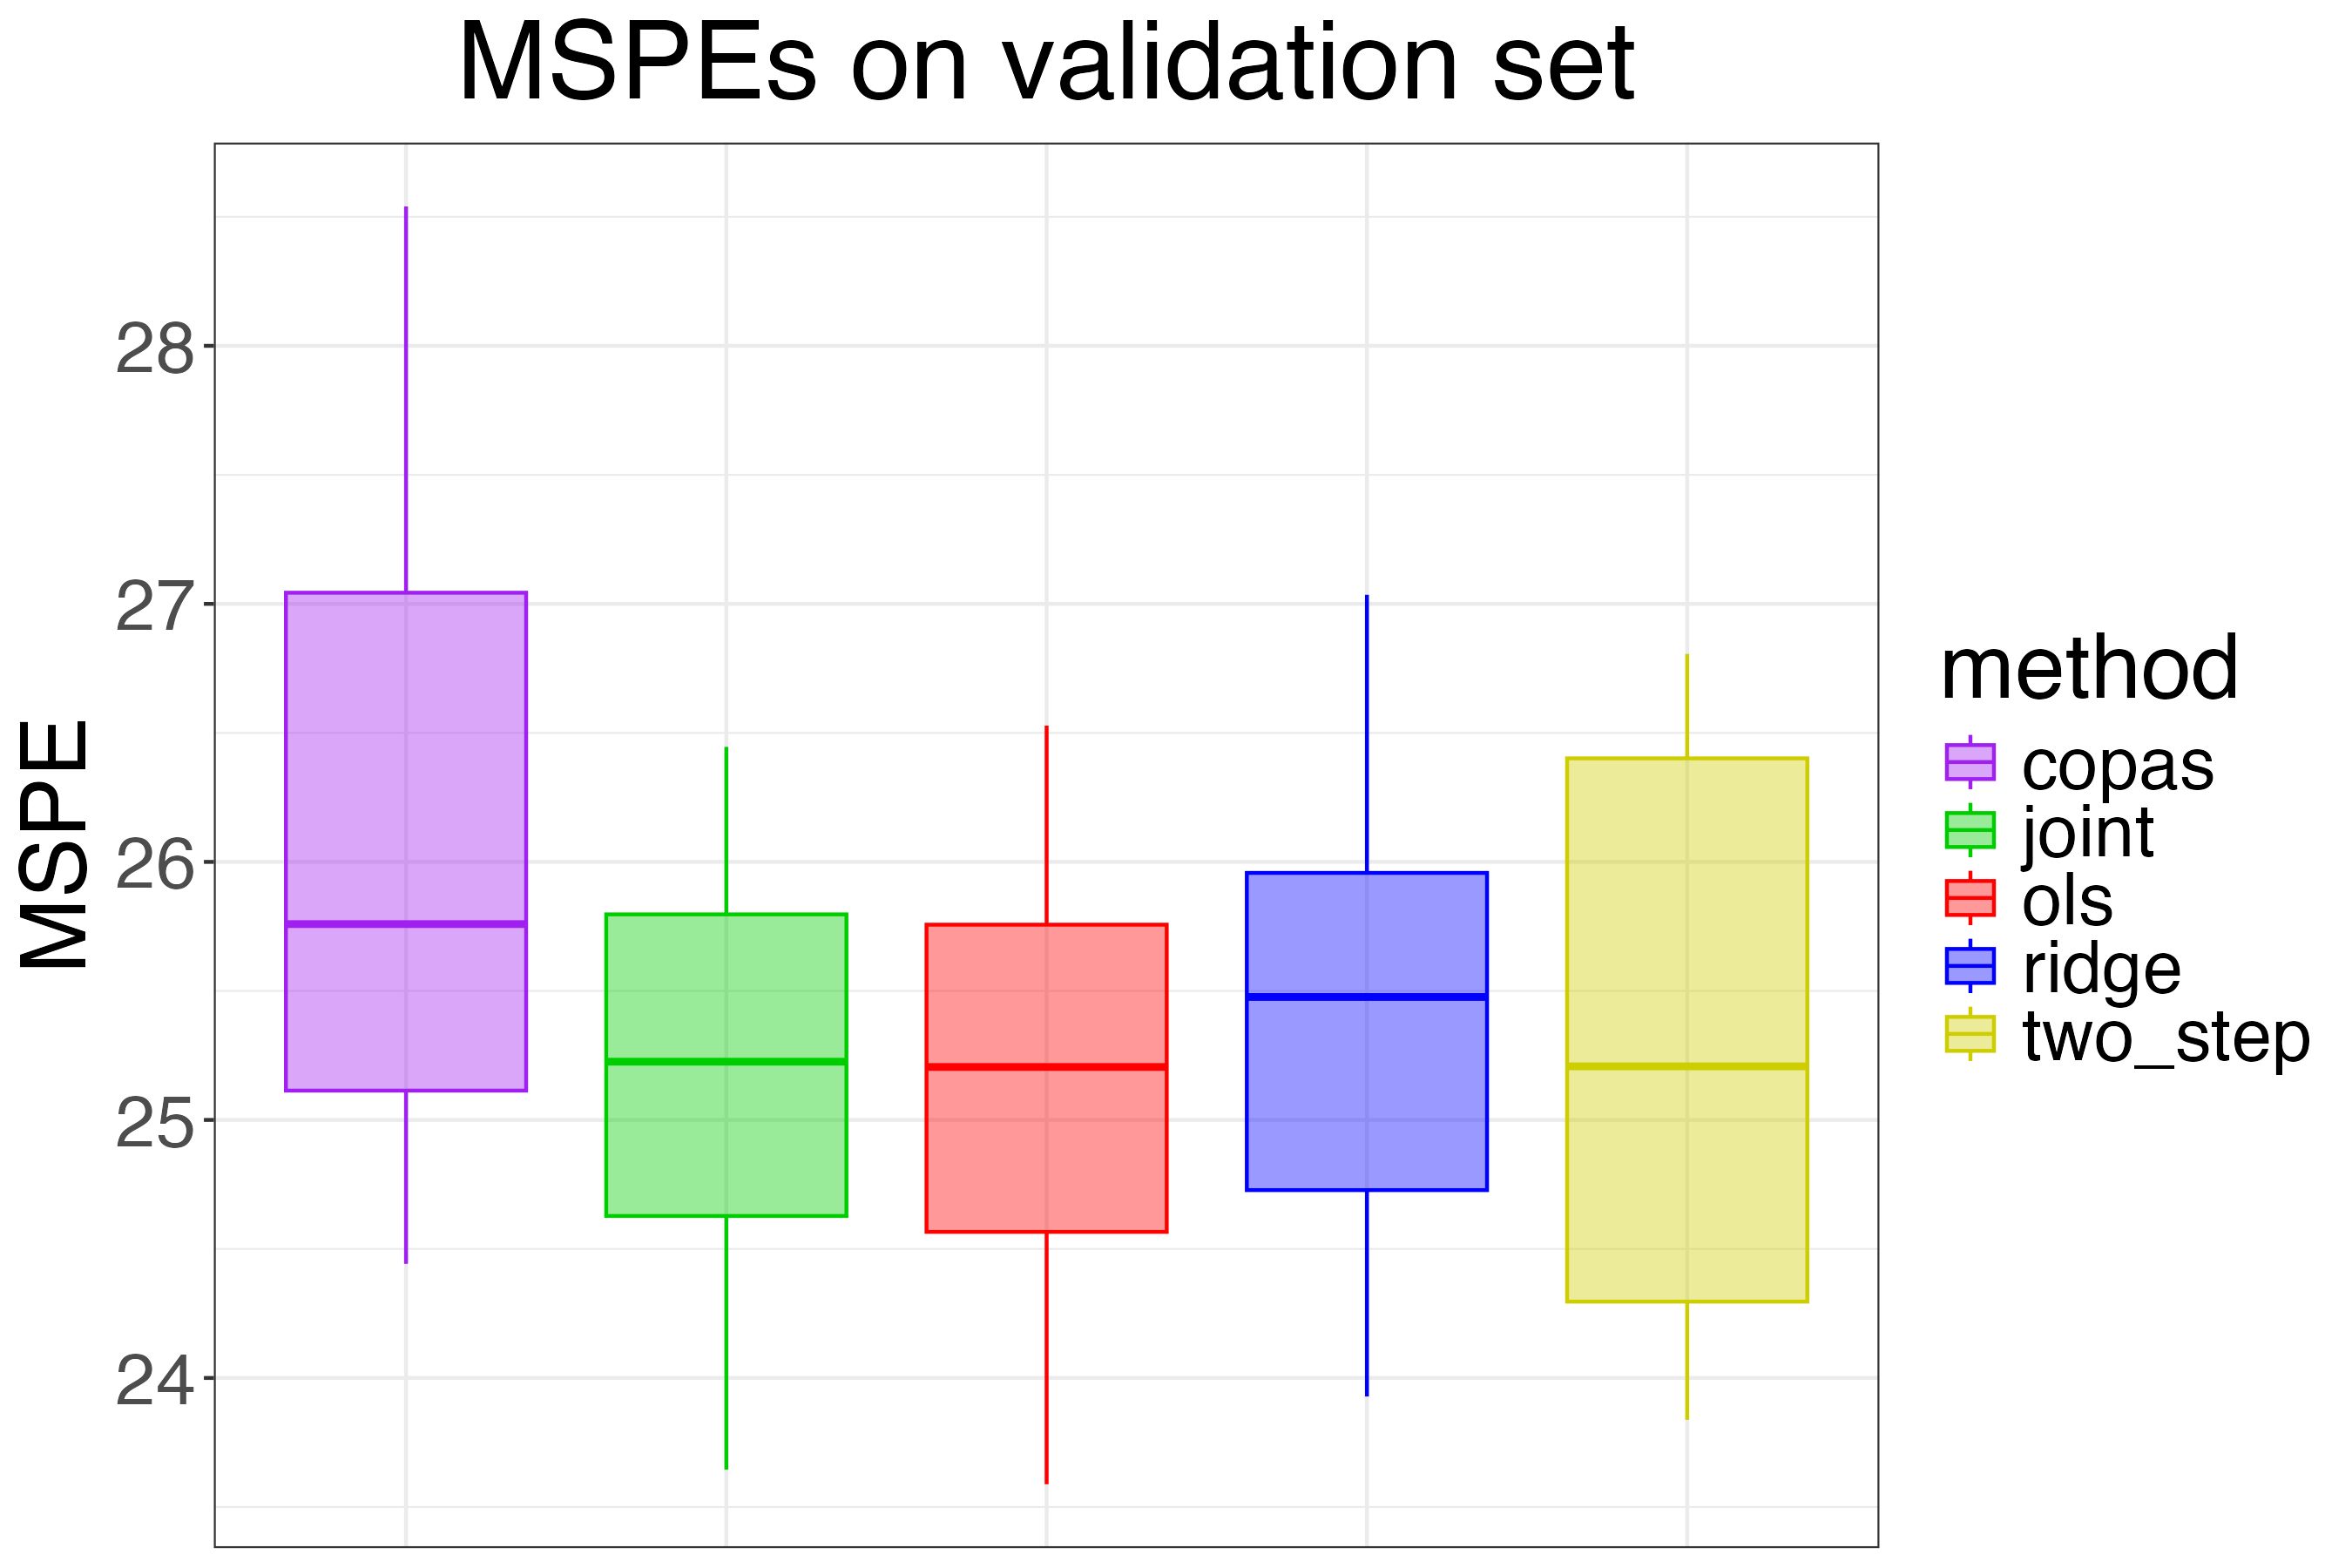 MSPEs on validation set
MSPE
28
27
26
25
24
method
copas
joint
ols
ridge
two_step